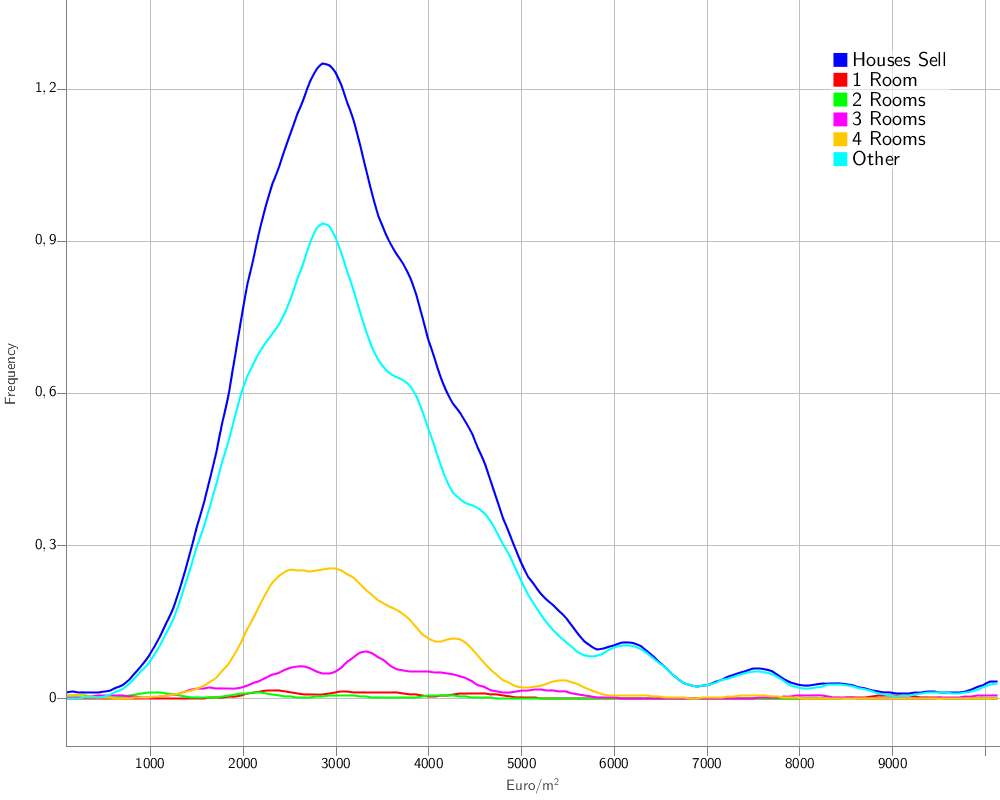 Houses Sell
1 Room
2 Rooms
3 Rooms
4 Rooms
Other
1, 2
0, 9
0, 6
0, 3
0
Frequency
1000 2000 3000 4000 5000 6000 7000 8000 9000
Euro/m²